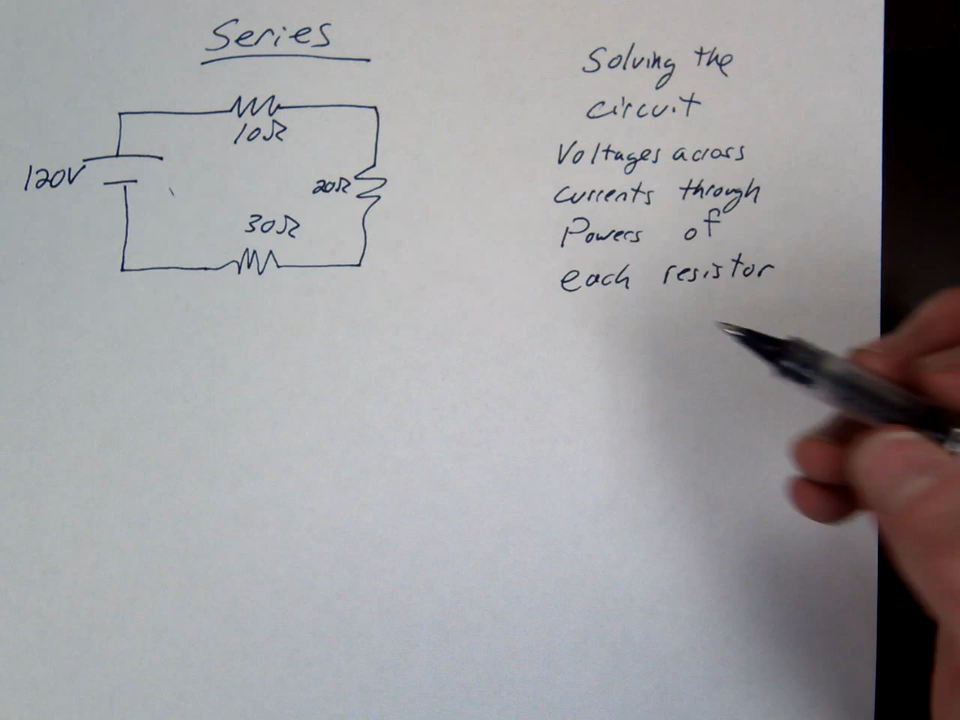 Series
10Ω
120V
20Ω
30Ω
Solving the
circuit
Voltages across
currents through
Powers of
each resistor